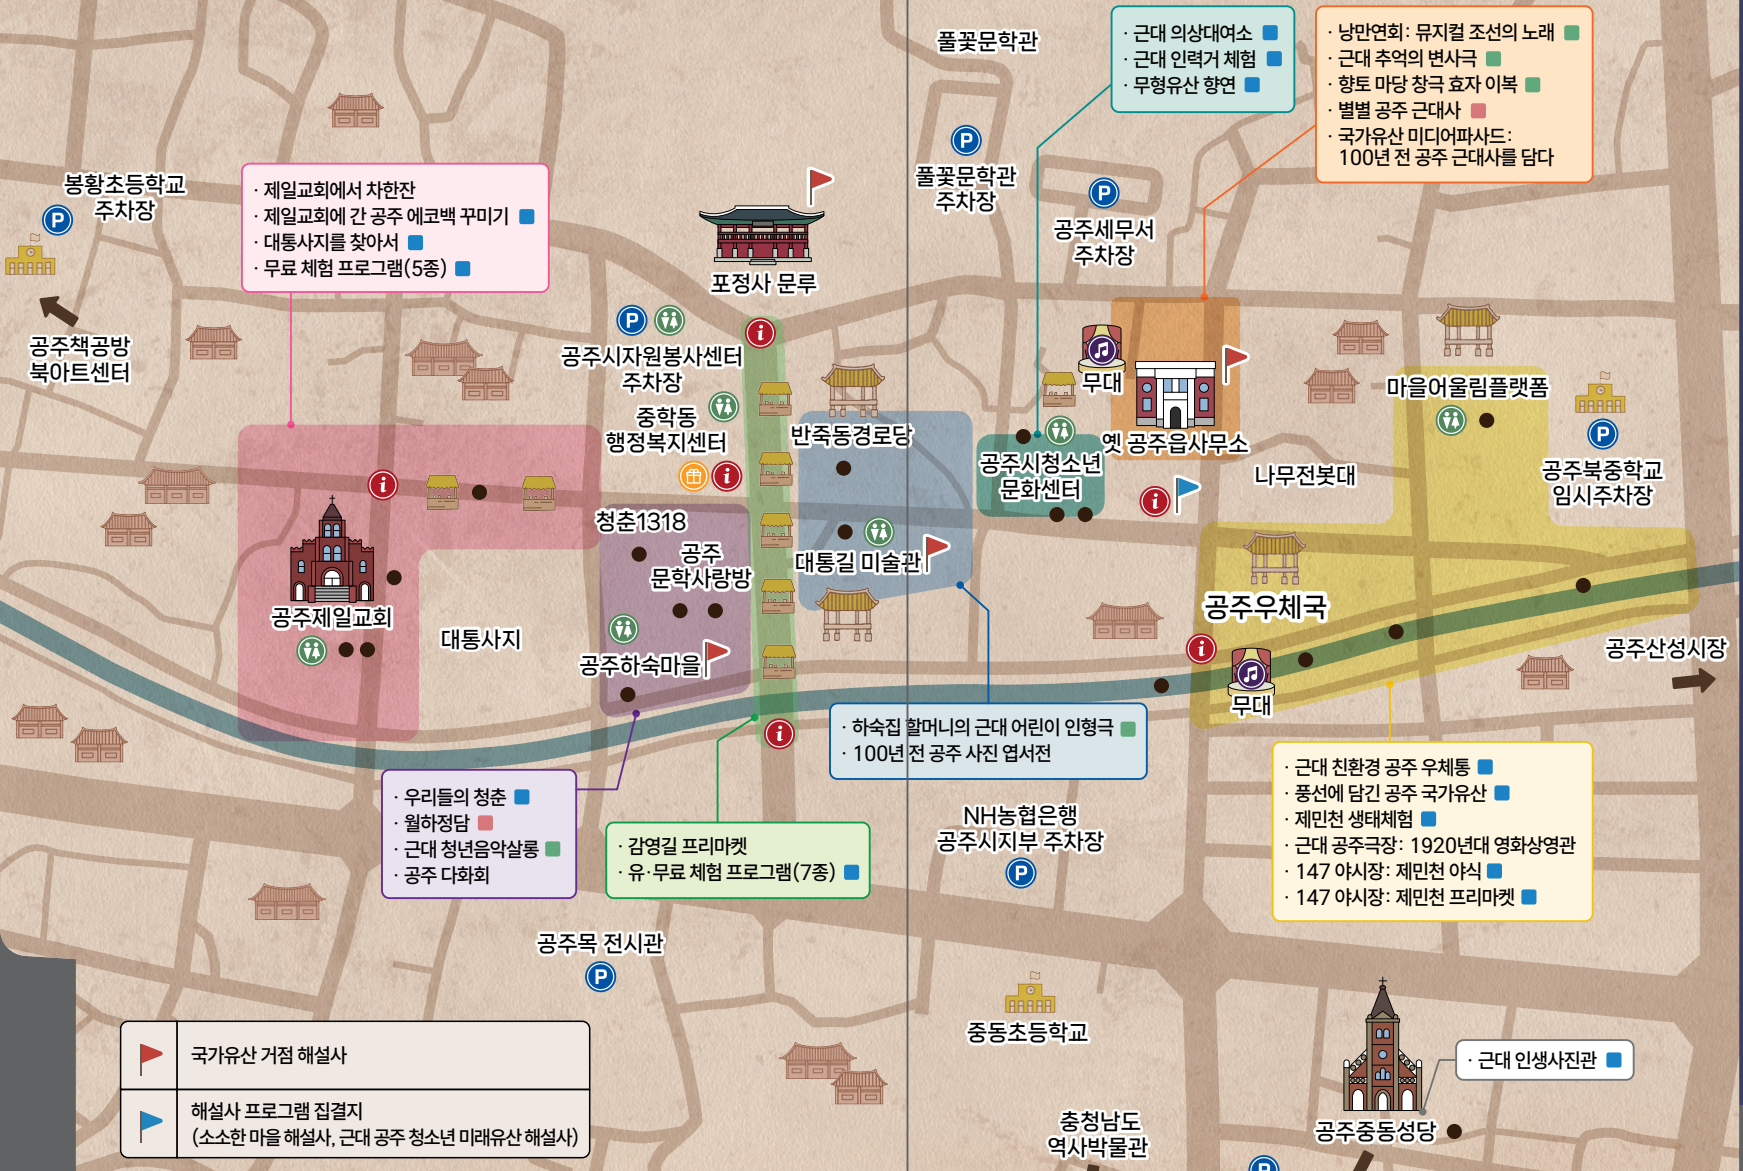 풀꽃문학관
· 근대 의상대여소
· 근대 인력거 체험
· 무형유산 향연
· 낭만연회: 뮤지컬 조선의 노래
· 근대 추억의 변사극
· 향토 마당 창극 효자 이복
· 별별 공주 근대사
· 국가유산 미디어파사드:
100년 전 공주 근대사를 담다
봉황초등학교
주차장
P
· 제일교회에서 차한잔
· 제일교회에 간 공주 에코백 꾸미기
· 대통사지를 찾아서
· 무료 체험 프로그램(5종)
P
풀꽃문학관
주차장
P
공주세무서
주차장
포정사 문루
공주책공방
북아트센터
P
i
공주시자원봉사센터
주차장
중학동
행정복지센터
i
반죽동경로당
무대
옛 공주읍사무소
공주시청소년
문화센터
i
나무전봇대
마을어울림플랫폼
P
공주북중학교
임시주차장
i
청춘1318
공주
문학사랑방
대통길 미술관
공주제일교회
대통사지
공주하숙마을
공주우체국
i
무대
공주산성시장
i
· 하숙집 할머니의 근대 어린이 인형극
· 100년 전 공주 사진 엽서전
· 우리들의 청춘
· 월하정담
· 근대 청년음악살롱
· 공주 다화회
· 감영길 프리마켓
· 유·무료 체험 프로그램(7종)
NH농협은행
공주시지부 주차장
P
· 근대 친환경 공주 우체통
· 풍선에 담긴 공주 국가유산
· 제민천 생태체험
· 근대 공주극장: 1920년대 영화상영관
· 147 야시장: 제민천 야식
· 147 야시장: 제민천 프리마켓
공주목 전시관
P
중동초등학교
국가유산 거점 해설사
해설사 프로그램 집결지
(소소한 마을 해설사, 근대 공주 청소년 미래유산 해설사)
· 근대 인생사진관
공주중동성당
충청남도
역사박물관
P